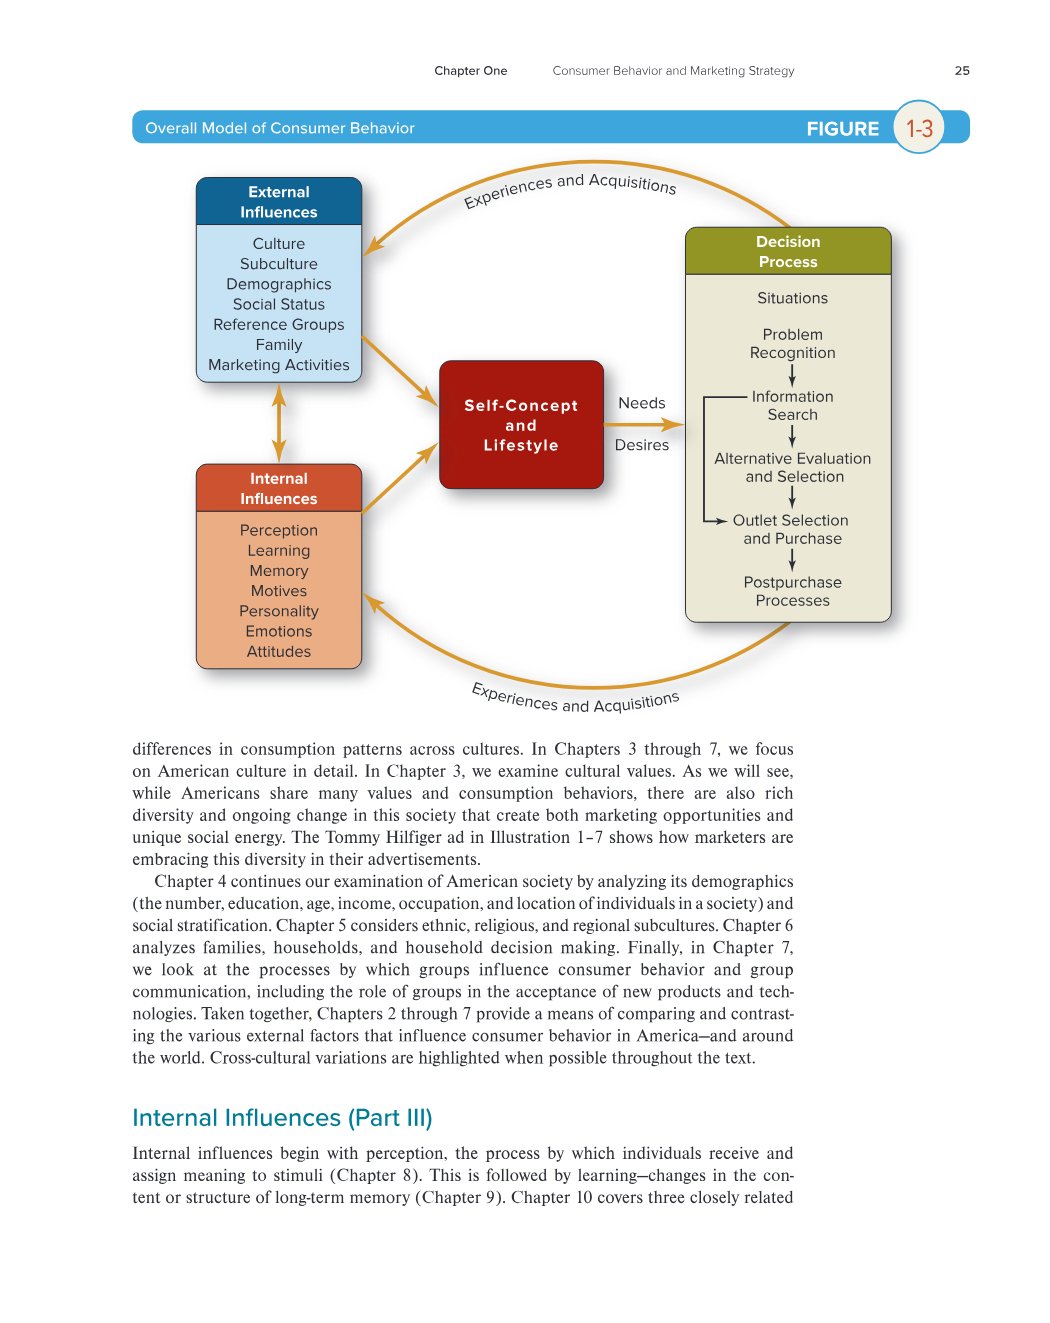 Chapter One Consumer Behavior and Marketing Strategy 25
Overall Model of Consumer Behavior FIGURE 1-3
Experiences and Acquisitions
External
Influences
Culture
Subculture
Demographics
Social Status
Reference Groups
Family
Marketing Activities
Internal
Influences
Perception
Learning
Memory
Motives
Personality
Emotions
Attitudes
Self-Concept
and
Lifestyle
Needs
Desires
Decision
Process
Situations
Problem
Recognition
Information
Search
Alternative Evaluation
and Selection
Outlet Selection
and Purchase
Postpurchase
Processes
Experiences and Acquisitions
differences in consumption patterns across cultures. In Chapters 3 through 7, we focus
on American culture in detail. In Chapter 3, we examine cultural values. As we will see,
while Americans share many values and consumption behaviors, there are also rich
diversity and ongoing change in this society that create both marketing opportunities and
unique social energy. The Tommy Hilfiger ad in Illustration 1–7 shows how marketers are
embracing this diversity in their advertisements.
Chapter 4 continues our examination of American society by analyzing its demographics
(the number, education, age, income, occupation, and location of individuals in a society) and
social stratification. Chapter 5 considers ethnic, religious, and regional subcultures. Chapter 6
analyzes families, households, and household decision making. Finally, in Chapter 7,
we look at the processes by which groups influence consumer behavior and group
communication, including the role of groups in the acceptance of new products and tech-
nologies. Taken together, Chapters 2 through 7 provide a means of comparing and contrast-
ing the various external factors that influence consumer behavior in America—and around
the world. Cross-cultural variations are highlighted when possible throughout the text.
Internal Influences (Part III)
Internal influences begin with perception, the process by which individuals receive and
assign meaning to stimuli (Chapter 8). This is followed by learning—changes in the con-
tent or structure of long-term memory (Chapter 9). Chapter 10 covers three closely related